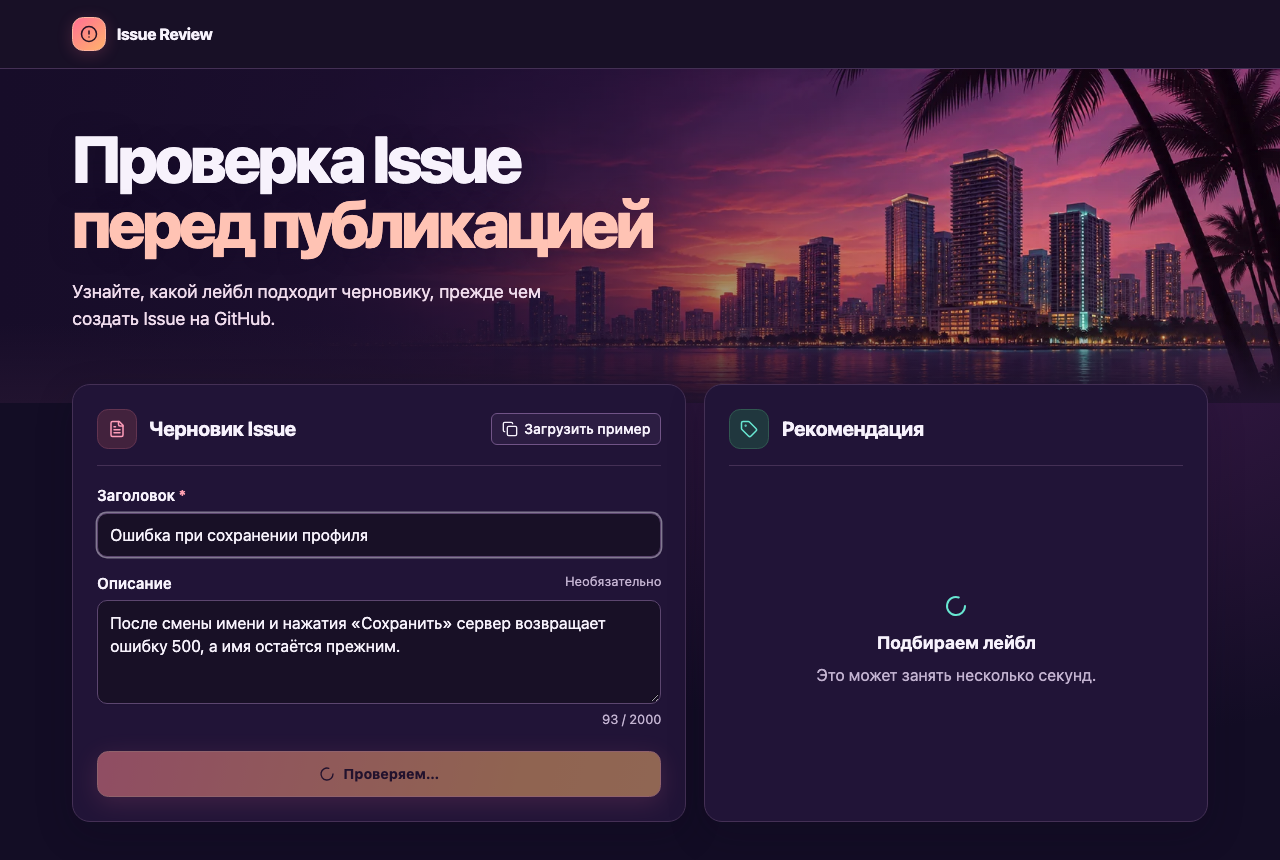 Issue Review
Проверка Issue
перед публикацией
Узнайте, какой лейбл подходит черновику, прежде чем
создать Issue на GitHub.
Черновик Issue
Загрузить пример
Заголовок *
Ошибка при сохранении профиля
Описание
Необязательно
После смены имени и нажатия «Сохранить» сервер возвращает
ошибку 500, а имя остаётся прежним.
93 / 2000
Проверяем...
Рекомендация
Подбираем лейбл
Это может занять несколько секунд.